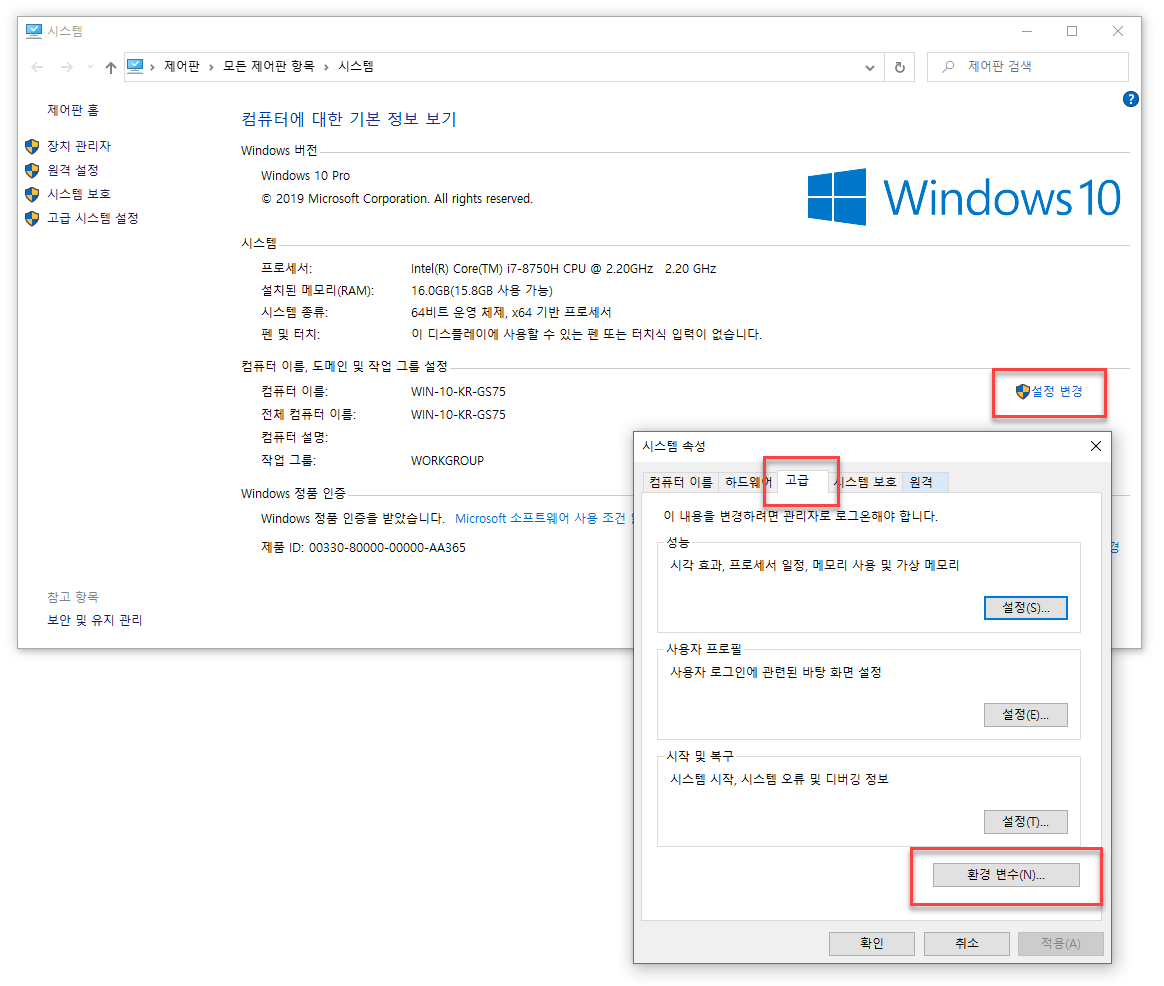 시스템
제어판 › 모든 제어판 항목 › 시스템
제어판 검색
제어판 홈
장치 관리자
원격 설정
시스템 보호
고급 시스템 설정
컴퓨터에 대한 기본 정보 보기
Windows 버전
Windows 10 Pro
© 2019 Microsoft Corporation. All rights reserved.
Windows 10
시스템
프로세서: Intel(R) Core(TM) i7-8750H CPU @ 2.20GHz 2.20 GHz
설치된 메모리(RAM): 16.0GB(15.8GB 사용 가능)
시스템 종류: 64비트 운영 체제, x64 기반 프로세서
펜 및 터치: 이 디스플레이에 사용할 수 있는 펜 또는 터치식 입력이 없습니다.
컴퓨터 이름, 도메인 및 작업 그룹 설정
컴퓨터 이름: WIN-10-KR-GS75
설정 변경
전체 컴퓨터 이름: WIN-10-KR-GS75
컴퓨터 설명:
작업 그룹: WORKGROUP
Windows 정품 인증
Windows 정품 인증을 받았습니다. Microsoft 소프트웨어 사용 조건
제품 ID: 00330-80000-00000-AA365
참고 항목
보안 및 유지 관리
시스템 속성
컴퓨터 이름 하드웨어 고급 시스템 보호 원격
이 내용을 변경하려면 관리자로 로그온해야 합니다.
성능
시각 효과, 프로세서 일정, 메모리 사용 및 가상 메모리
설정(S)...
사용자 프로필
사용자 로그인에 관련된 바탕 화면 설정
설정(E)...
시작 및 복구
시스템 시작, 시스템 오류 및 디버깅 정보
설정(T)...
환경 변수(N)...
확인 취소 적용(A)